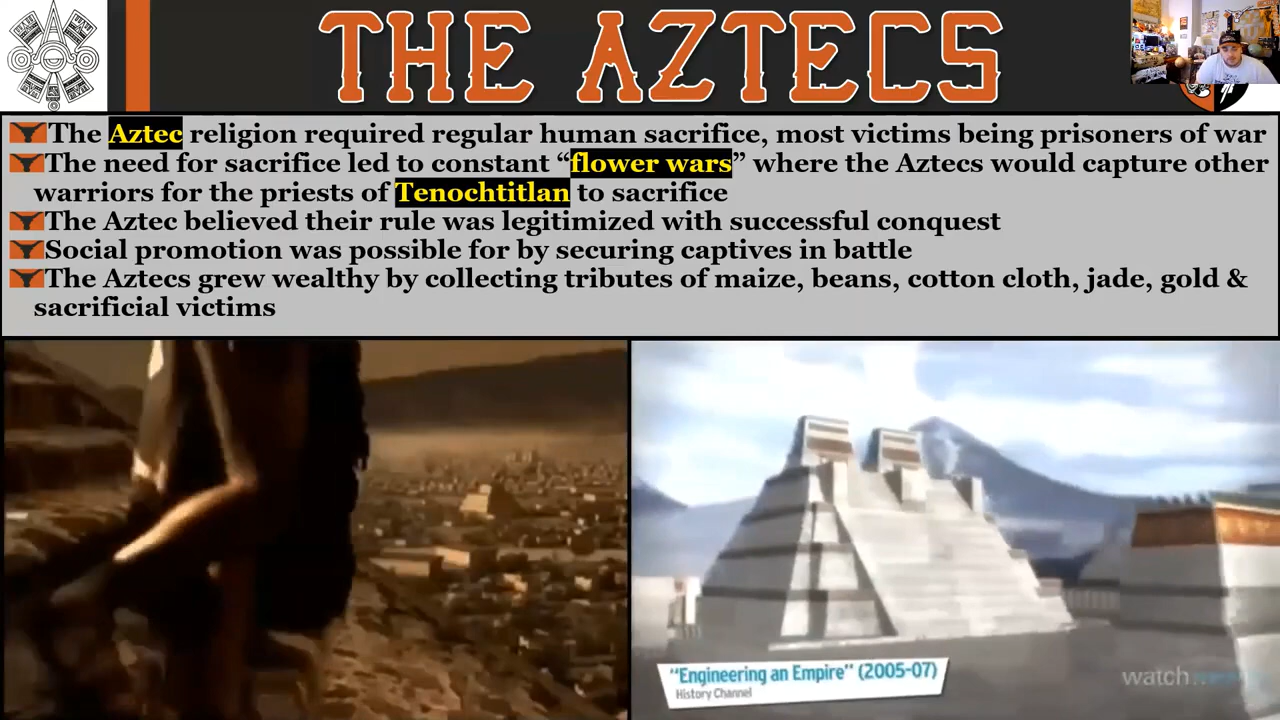 THE AZTECS
The Aztec religion required regular human sacrifice, most victims being prisoners of war
The need for sacrifice led to constant “flower wars” where the Aztecs would capture other
warriors for the priests of Tenochtitlan to sacrifice
The Aztec believed their rule was legitimized with successful conquest
Social promotion was possible for by securing captives in battle
The Aztecs grew wealthy by collecting tributes of maize, beans, cotton cloth, jade, gold &
sacrificial victims
“Engineering an Empire” (2005-07)
History Channel
watch